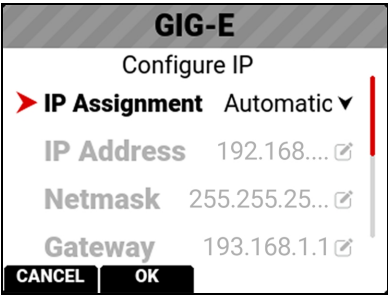 GIG-E
Configure IP
IP Assignment Automatic
IP Address 192.168....
Netmask 255.255.25...
Gateway 193.168.1.1
CANCEL OK